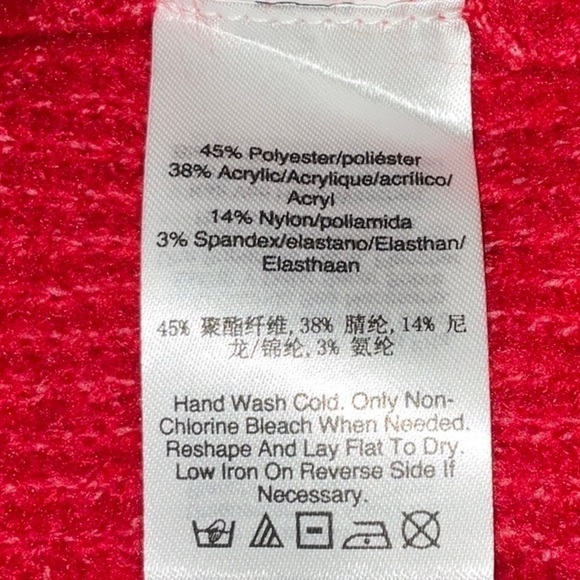 45% Polyester/poliéster
38% Acrylic/Acrylique/acrílico/
Acryl
14% Nylon/poliamida
3% Spandex/elastano/Elasthan/
Elasthaan
45% 聚酯纤维, 38% 腈纶, 14% 尼
龙/锦纶, 3% 氨纶
Hand Wash Cold. Only Non-
Chlorine Bleach When Needed.
Reshape And Lay Flat To Dry.
Low Iron On Reverse Side If
Necessary.